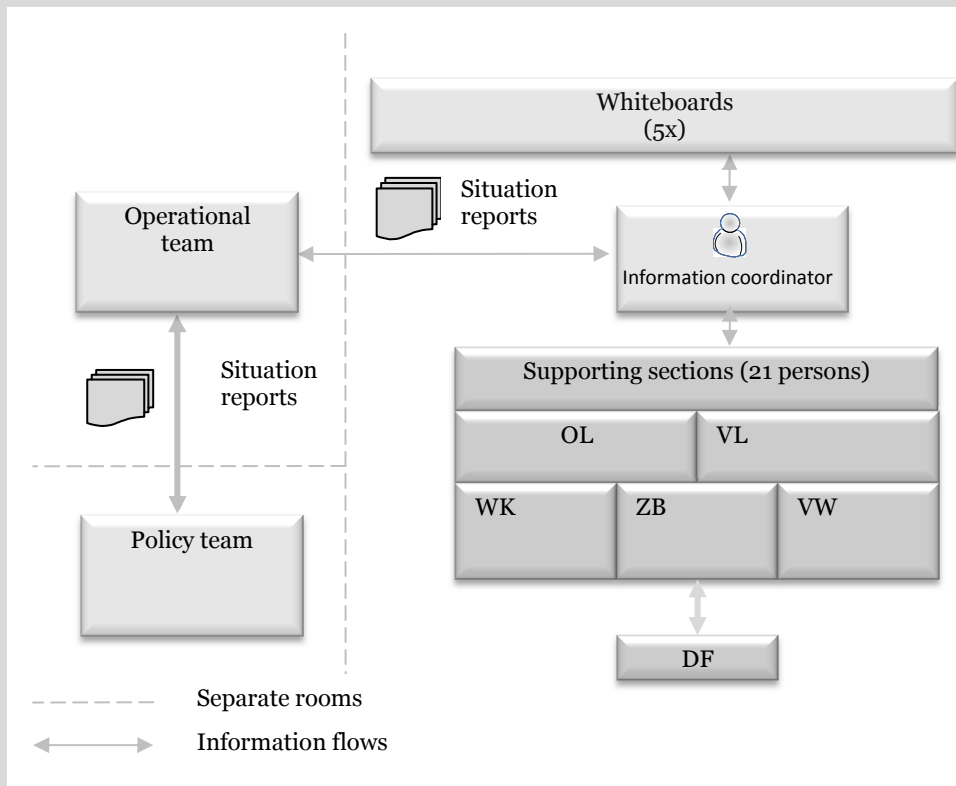 Whiteboards
(5x)
Situation
reports
Operational
team
Information coordinator
Situation
reports
Supporting sections (21 persons)
OL
VL
WK
ZB
VW
Policy team
DF
Separate rooms
Information flows